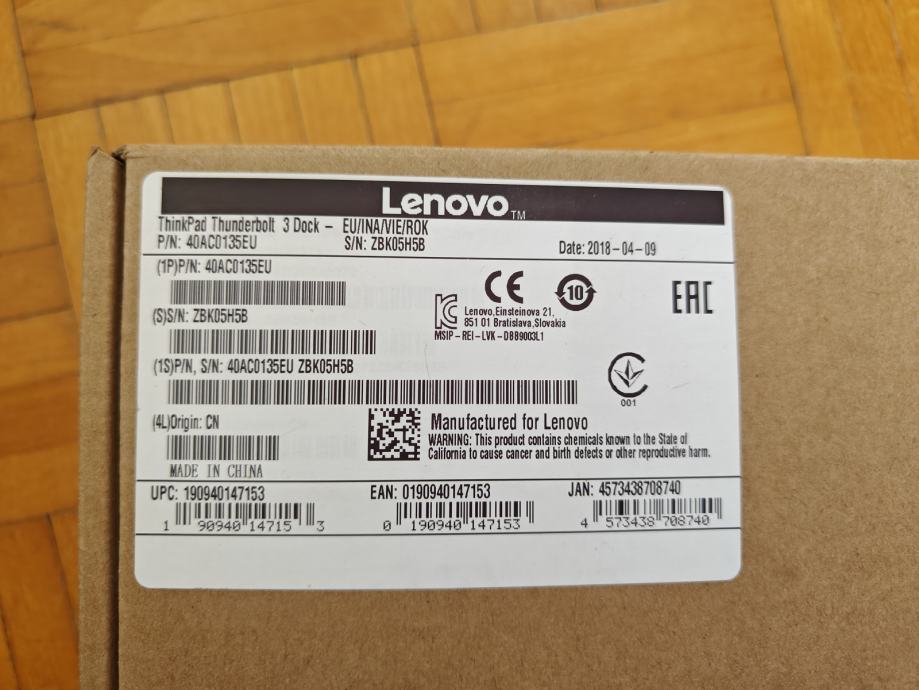 Lenovo™
ThinkPad Thunderbolt 3 Dock - EU/INA/VIE/ROK
P/N: 40AC0135EU S/N: ZBK05H5B Date: 2018-04-09
(1P)P/N: 40AC0135EU
CE
10
EAC
Lenovo,Einsteinova 21,
851 01 Bratislava,Slovakia
MSIP-REI-LVK-DBB9003L1
(S)S/N: ZBK05H5B
(1S)P/N, S/N: 40AC0135EU ZBK05H5B
001
(4L)Origin: CN
MADE IN CHINA
Manufactured for Lenovo
WARNING: This product contains chemicals known to the State of
California to cause cancer and birth defects or other reproductive harm.
UPC: 190940147153 EAN: 0190940147153 JAN: 4573438708740
1 90940 14715 3 0 190940 147153 4 573438 708740